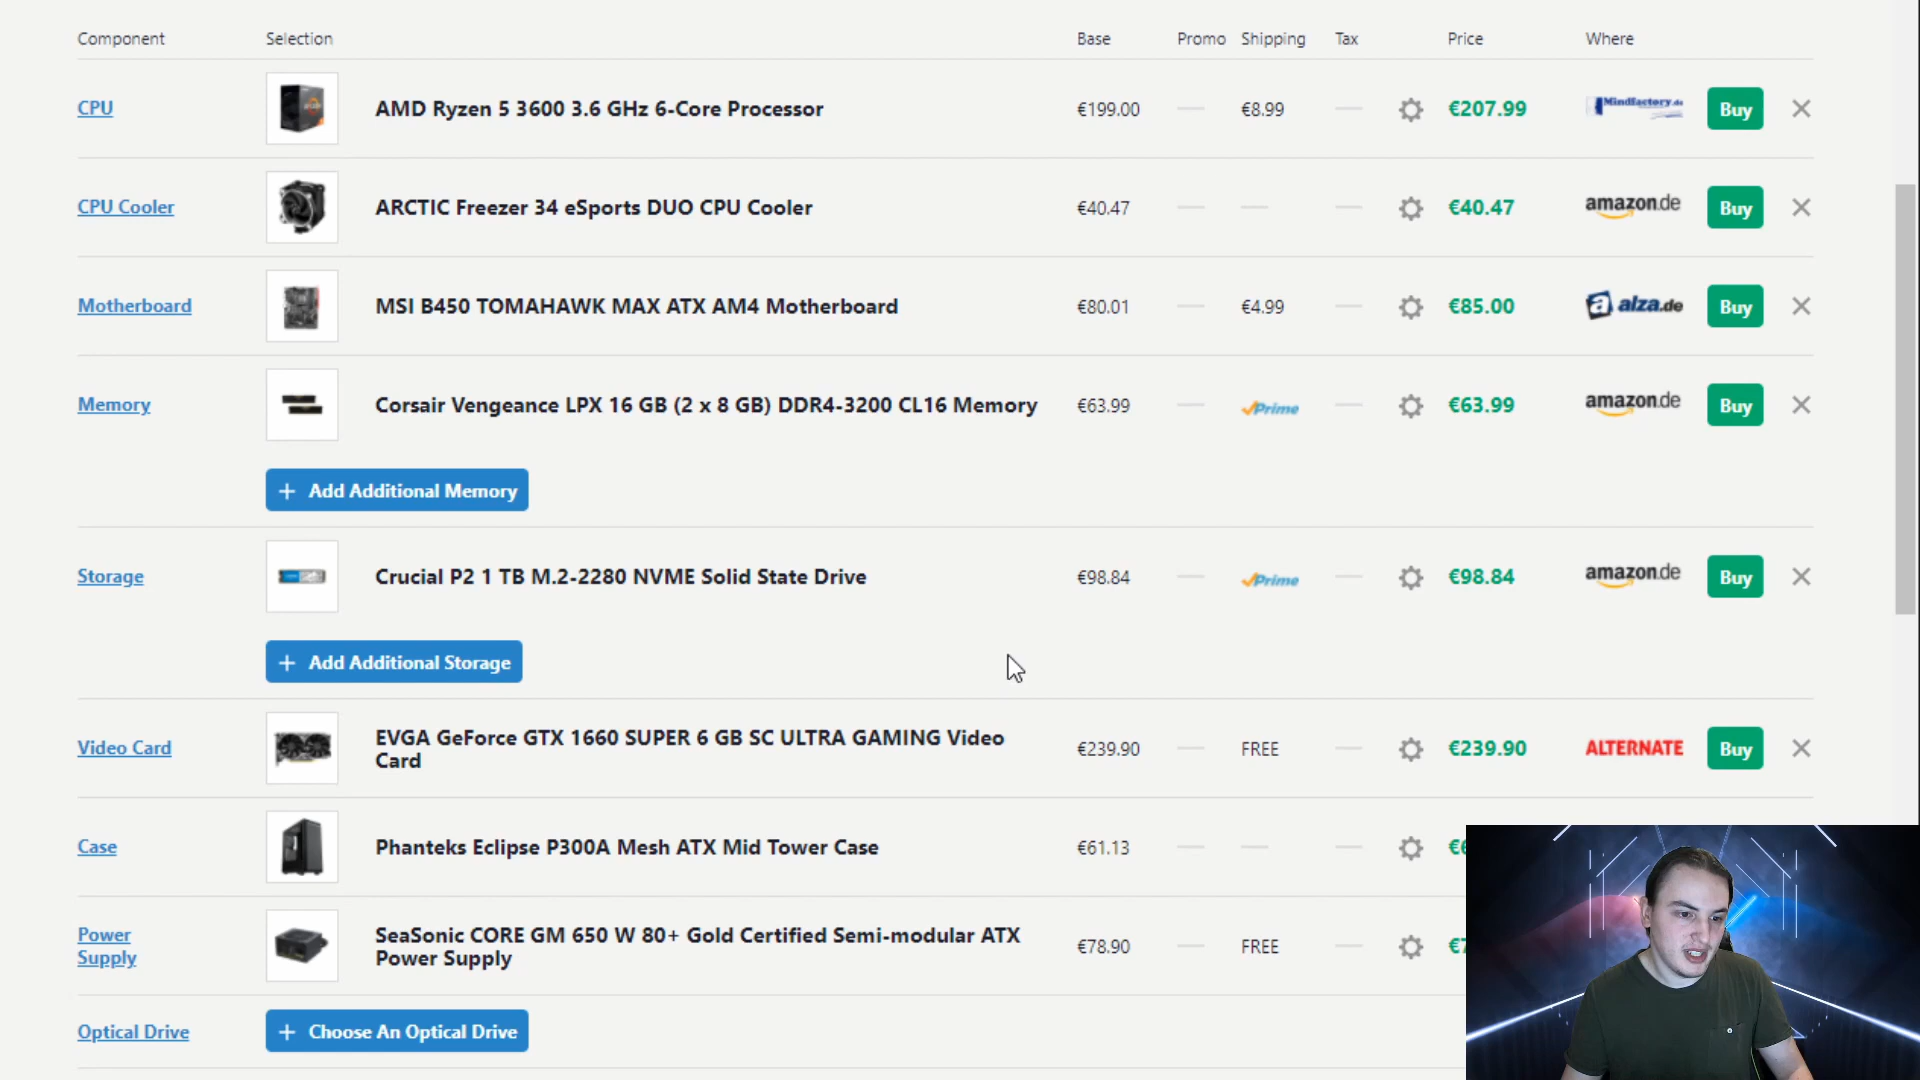 Component Selection Base Promo Shipping Tax Price Where
CPU AMD Ryzen 5 3600 3.6 GHz 6-Core Processor €199.00 €8.99 €207.99 Mindfactory.de Buy
CPU Cooler ARCTIC Freezer 34 eSports DUO CPU Cooler €40.47 €40.47 amazon.de Buy
Motherboard MSI B450 TOMAHAWK MAX ATX AM4 Motherboard €80.01 €4.99 €85.00 alza.de Buy
Memory Corsair Vengeance LPX 16 GB (2 x 8 GB) DDR4-3200 CL16 Memory €63.99 Prime €63.99 amazon.de Buy
+ Add Additional Memory
Storage Crucial P2 1 TB M.2-2280 NVME Solid State Drive €98.84 Prime €98.84 amazon.de Buy
+ Add Additional Storage
Video Card EVGA GeForce GTX 1660 SUPER 6 GB SC ULTRA GAMING Video
Card €239.90 FREE €239.90 ALTERNATE Buy
Case Phanteks Eclipse P300A Mesh ATX Mid Tower Case €61.13
Power
Supply SeaSonic CORE GM 650 W 80+ Gold Certified Semi-modular ATX
Power Supply €78.90 FREE
Optical Drive + Choose An Optical Drive